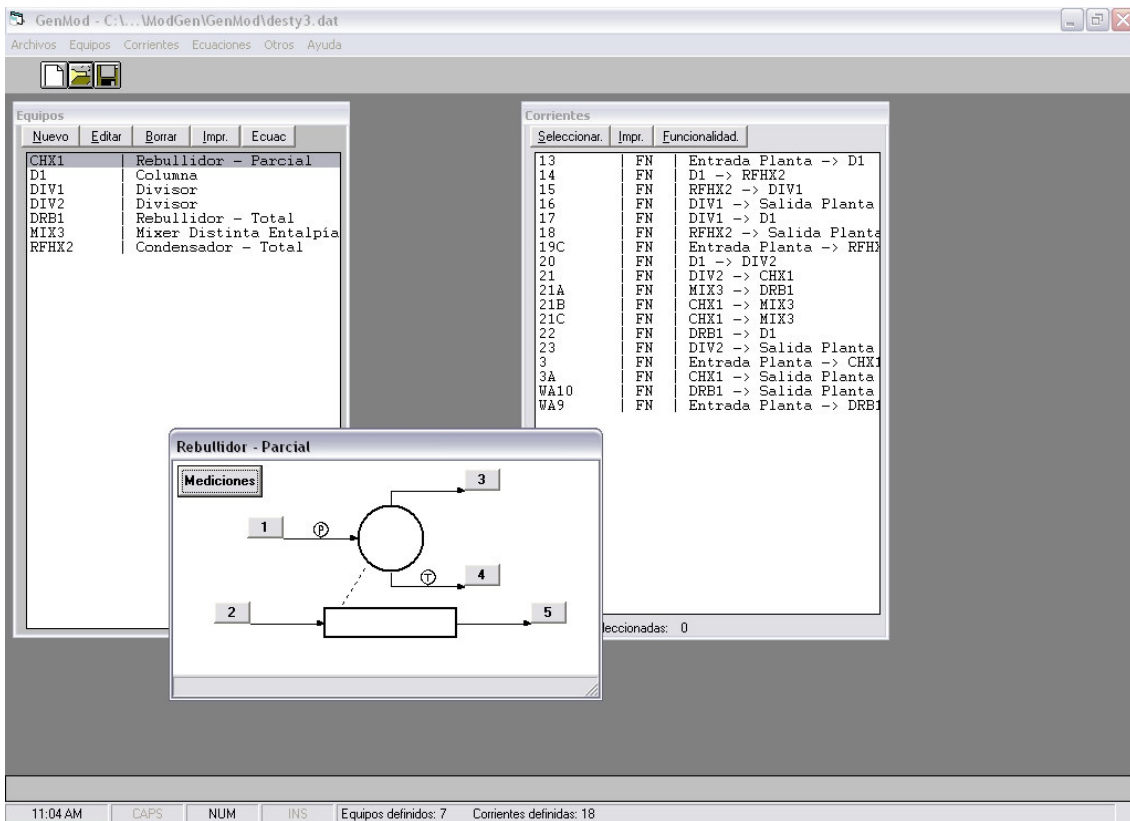 GenMod - C:\...\ModGen\GenMod\desty3.dat
Archivos Equipos Corrientes Ecuaciones Otros Ayuda
Equipos
Nuevo Editar Borrar Impr. Ecuac
CHX1 | Rebullidor - Parcial
D1 | Columna
DIV1 | Divisor
DIV2 | Divisor
DRB1 | Rebullidor - Total
MIX3 | Mixer Distinta Entalpía
RFHX2 | Condensador - Total
Corrientes
Seleccionar. Impr. Funcionalidad.
13 | FN | Entrada Planta -> D1
14 | FN | D1 -> RFHX2
15 | FN | RFHX2 -> DIV1
16 | FN | DIV1 -> Salida Planta
17 | FN | DIV1 -> D1
18 | FN | RFHX2 -> Salida Planta
19C | FN | Entrada Planta -> RFHX
20 | FN | D1 -> DIV2
21 | FN | DIV2 -> CHX1
21A | FN | MIX3 -> DRB1
21B | FN | CHX1 -> MIX3
21C | FN | CHX1 -> MIX3
22 | FN | DRB1 -> D1
23 | FN | DIV2 -> Salida Planta
3 | FN | Entrada Planta -> CHX1
3A | FN | CHX1 -> Salida Planta
WA10 | FN | DRB1 -> Salida Planta
WA9 | FN | Entrada Planta -> DRB1
leccionadas: 0
Rebullidor - Parcial
Mediciones
3
1 P
T 4
2 5
11:04 AM CAPS NUM INS Equipos definidos: 7 Corrientes definidas: 18